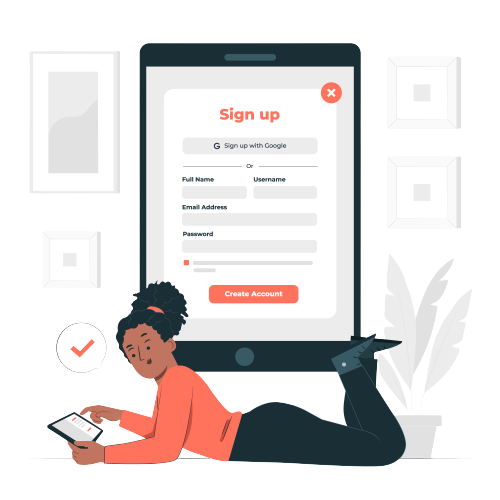 Sign up
G Sign up with Google
Or
Full Name Username
Email Address
Password
Create Account